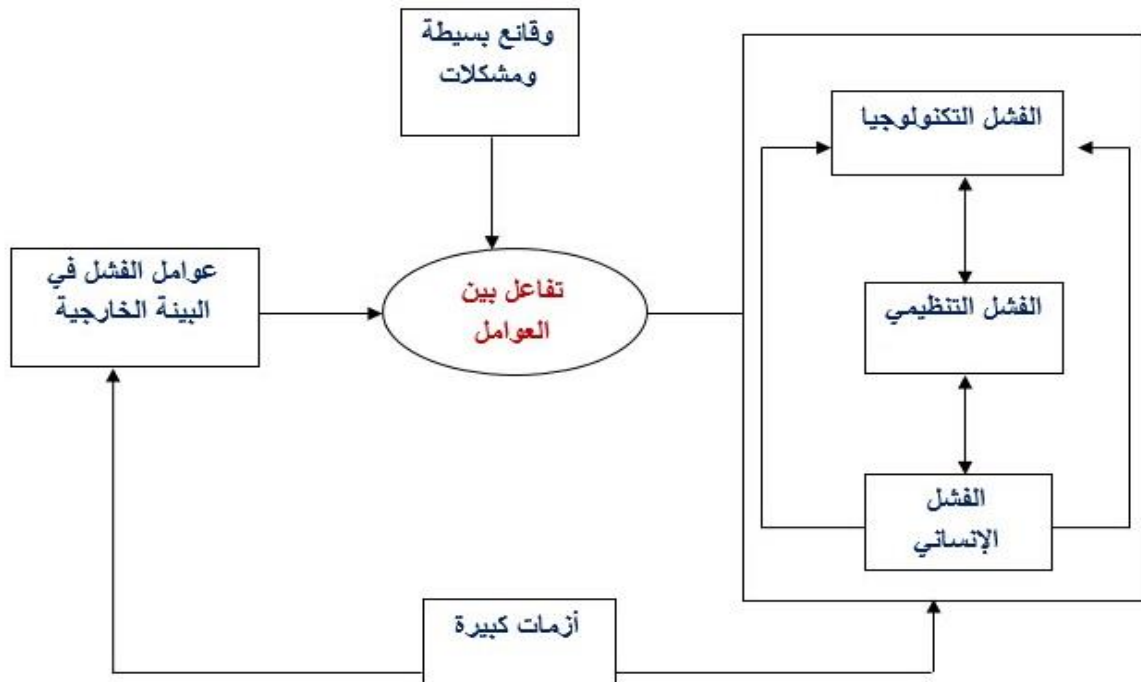 وقائع بسيطة
ومشكلات
الفشل التكنولوجيا
عوامل الفشل في
البيئة الخارجية
تفاعل بين
العوامل
الفشل التنظيمي
الفشل
الإنساني
أزمات كبيرة